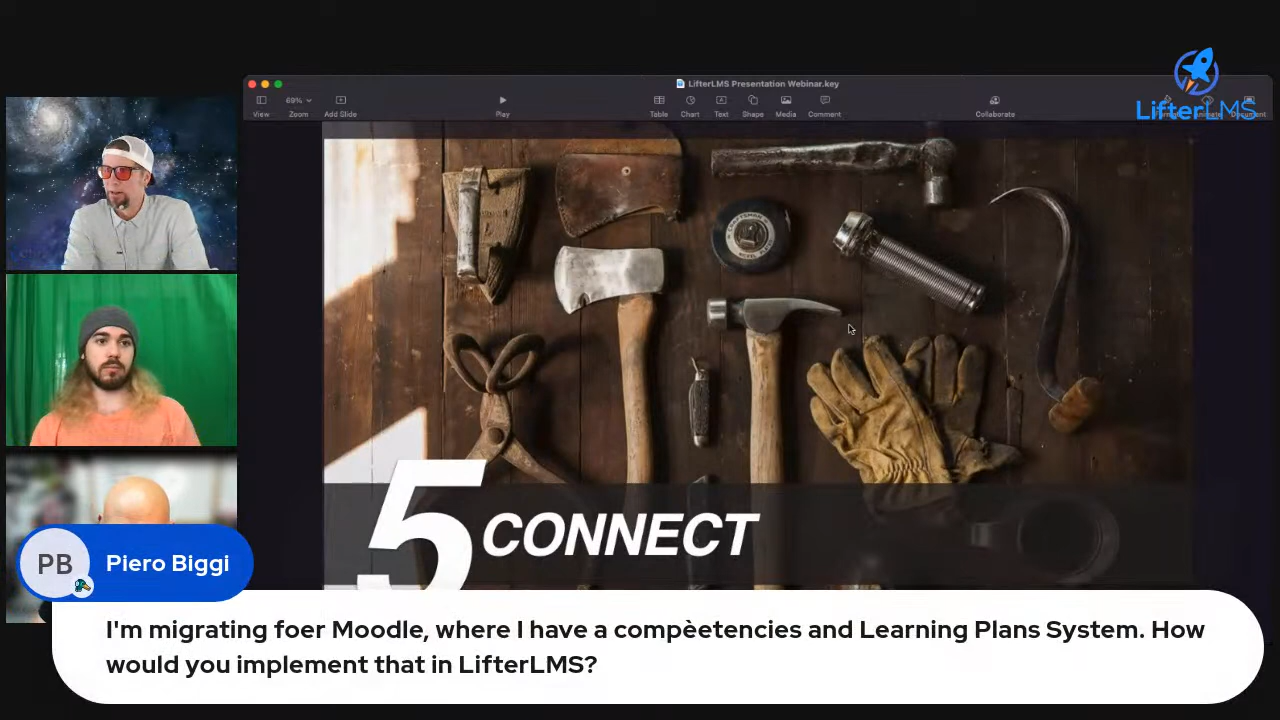 LifterLMS Presentation Webinar.key
LifterLMS
View
69%
Zoom
Add Slide
Play
Table
Chart
Text
Shape
Media
Comment
Collaborate
5 CONNECT
PB
Piero Biggi
I'm migrating foer Moodle, where I have a compèetencies and Learning Plans System. How
would you implement that in LifterLMS?